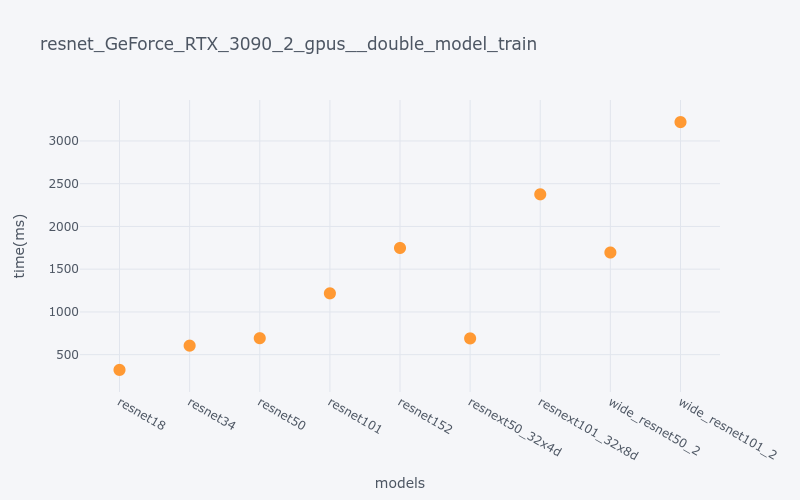 resnet_GeForce_RTX_3090_2_gpus__double_model_train
time(ms)
3000
2500
2000
1500
1000
500
resnet18
resnet34
resnet50
resnet101
resnet152
resnext50_32x4d
resnext101_32x8d
wide_resnet50_2
wide_resnet101_2
models